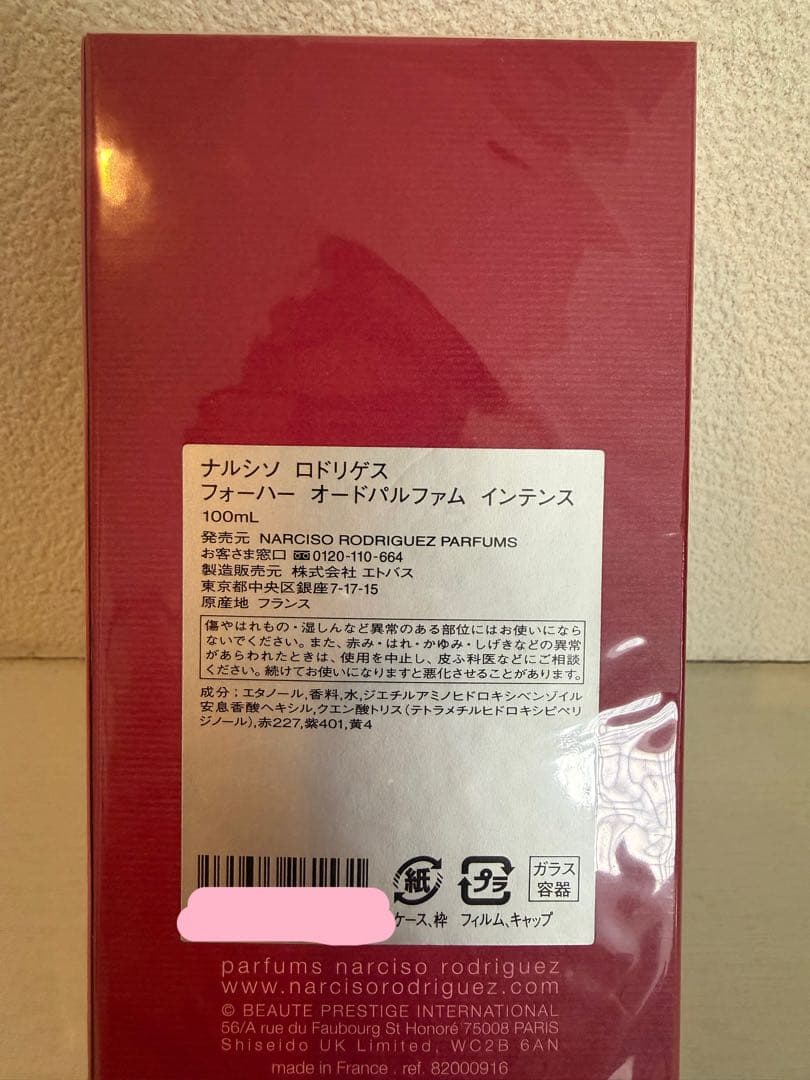 ナルシソ ロドリゲス
フォーハー オードパルファム インテンス
100mL
発売元 NARCISO RODRIGUEZ PARFUMS
お客さま窓口 0120-110-664
製造販売元 株式会社 エトバス
東京都中央区銀座7-17-15
原産地 フランス
傷やはれもの・湿しんなど異常のある部位にはお使いになら
ないでください。また、赤み・はれ・かゆみ・しげきなどの異常
があらわれたときは、使用を中止し、皮ふ科医などにご相談
ください。続けてお使いになりますと悪化させることがあります。
成分:エタノール,香料,水,ジエチルアミノヒドロキシベンゾイル
安息香酸ヘキシル,クエン酸トリス(テトラメチルヒドロキシピペリ
ジノール),赤227,紫401,黄4
紙 プラ ガラス
容器
ケース、枠 フィルム、キャップ
parfums narciso rodriguez
www.narcisorodriguez.com
© BEAUTE PRESTIGE INTERNATIONAL
56/A rue du Faubourg St Honoré 75008 PARIS
Shiseido UK Limited, WC2B 6AN
made in France . ref. 82000916